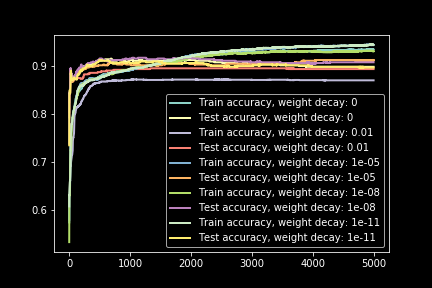 0.9
0.8
0.7
0.6
Train accuracy, weight decay: 0
Test accuracy, weight decay: 0
Train accuracy, weight decay: 0.01
Test accuracy, weight decay: 0.01
Train accuracy, weight decay: 1e-05
Test accuracy, weight decay: 1e-05
Train accuracy, weight decay: 1e-08
Test accuracy, weight decay: 1e-08
Train accuracy, weight decay: 1e-11
Test accuracy, weight decay: 1e-11
0 1000 2000 3000 4000 5000